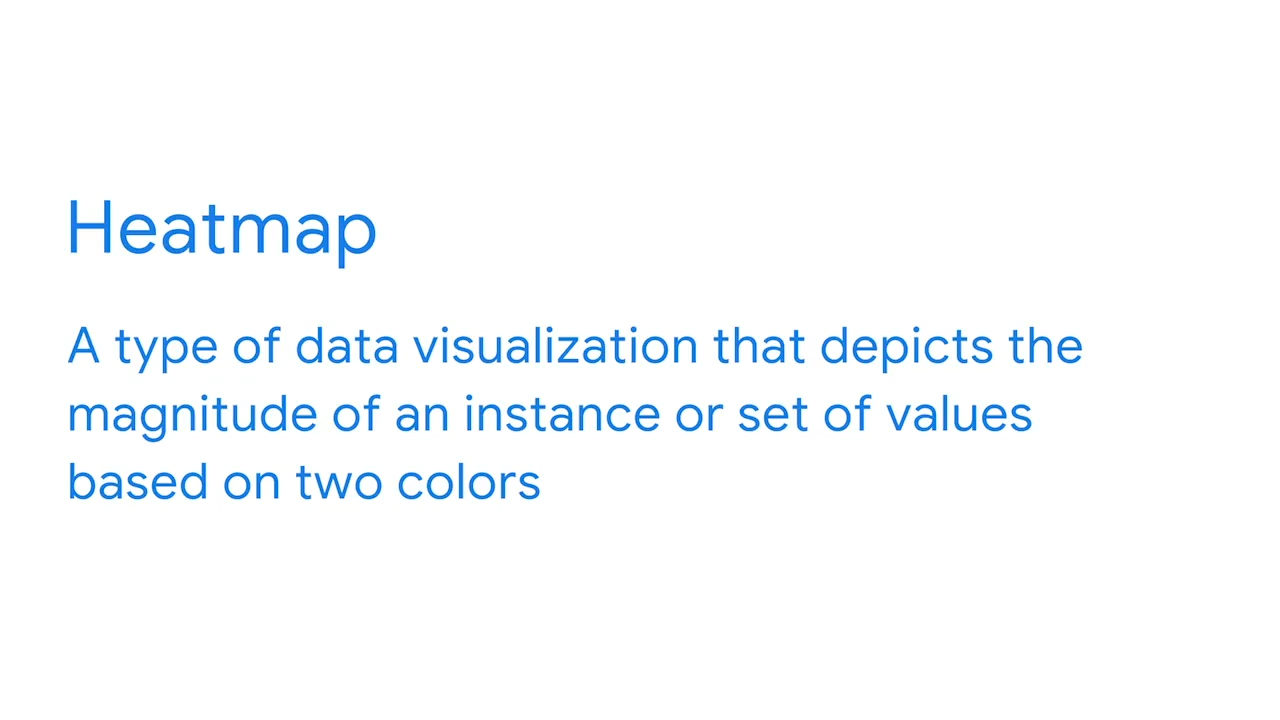 Heatmap
A type of data visualization that depicts the
magnitude of an instance or set of values
based on two colors